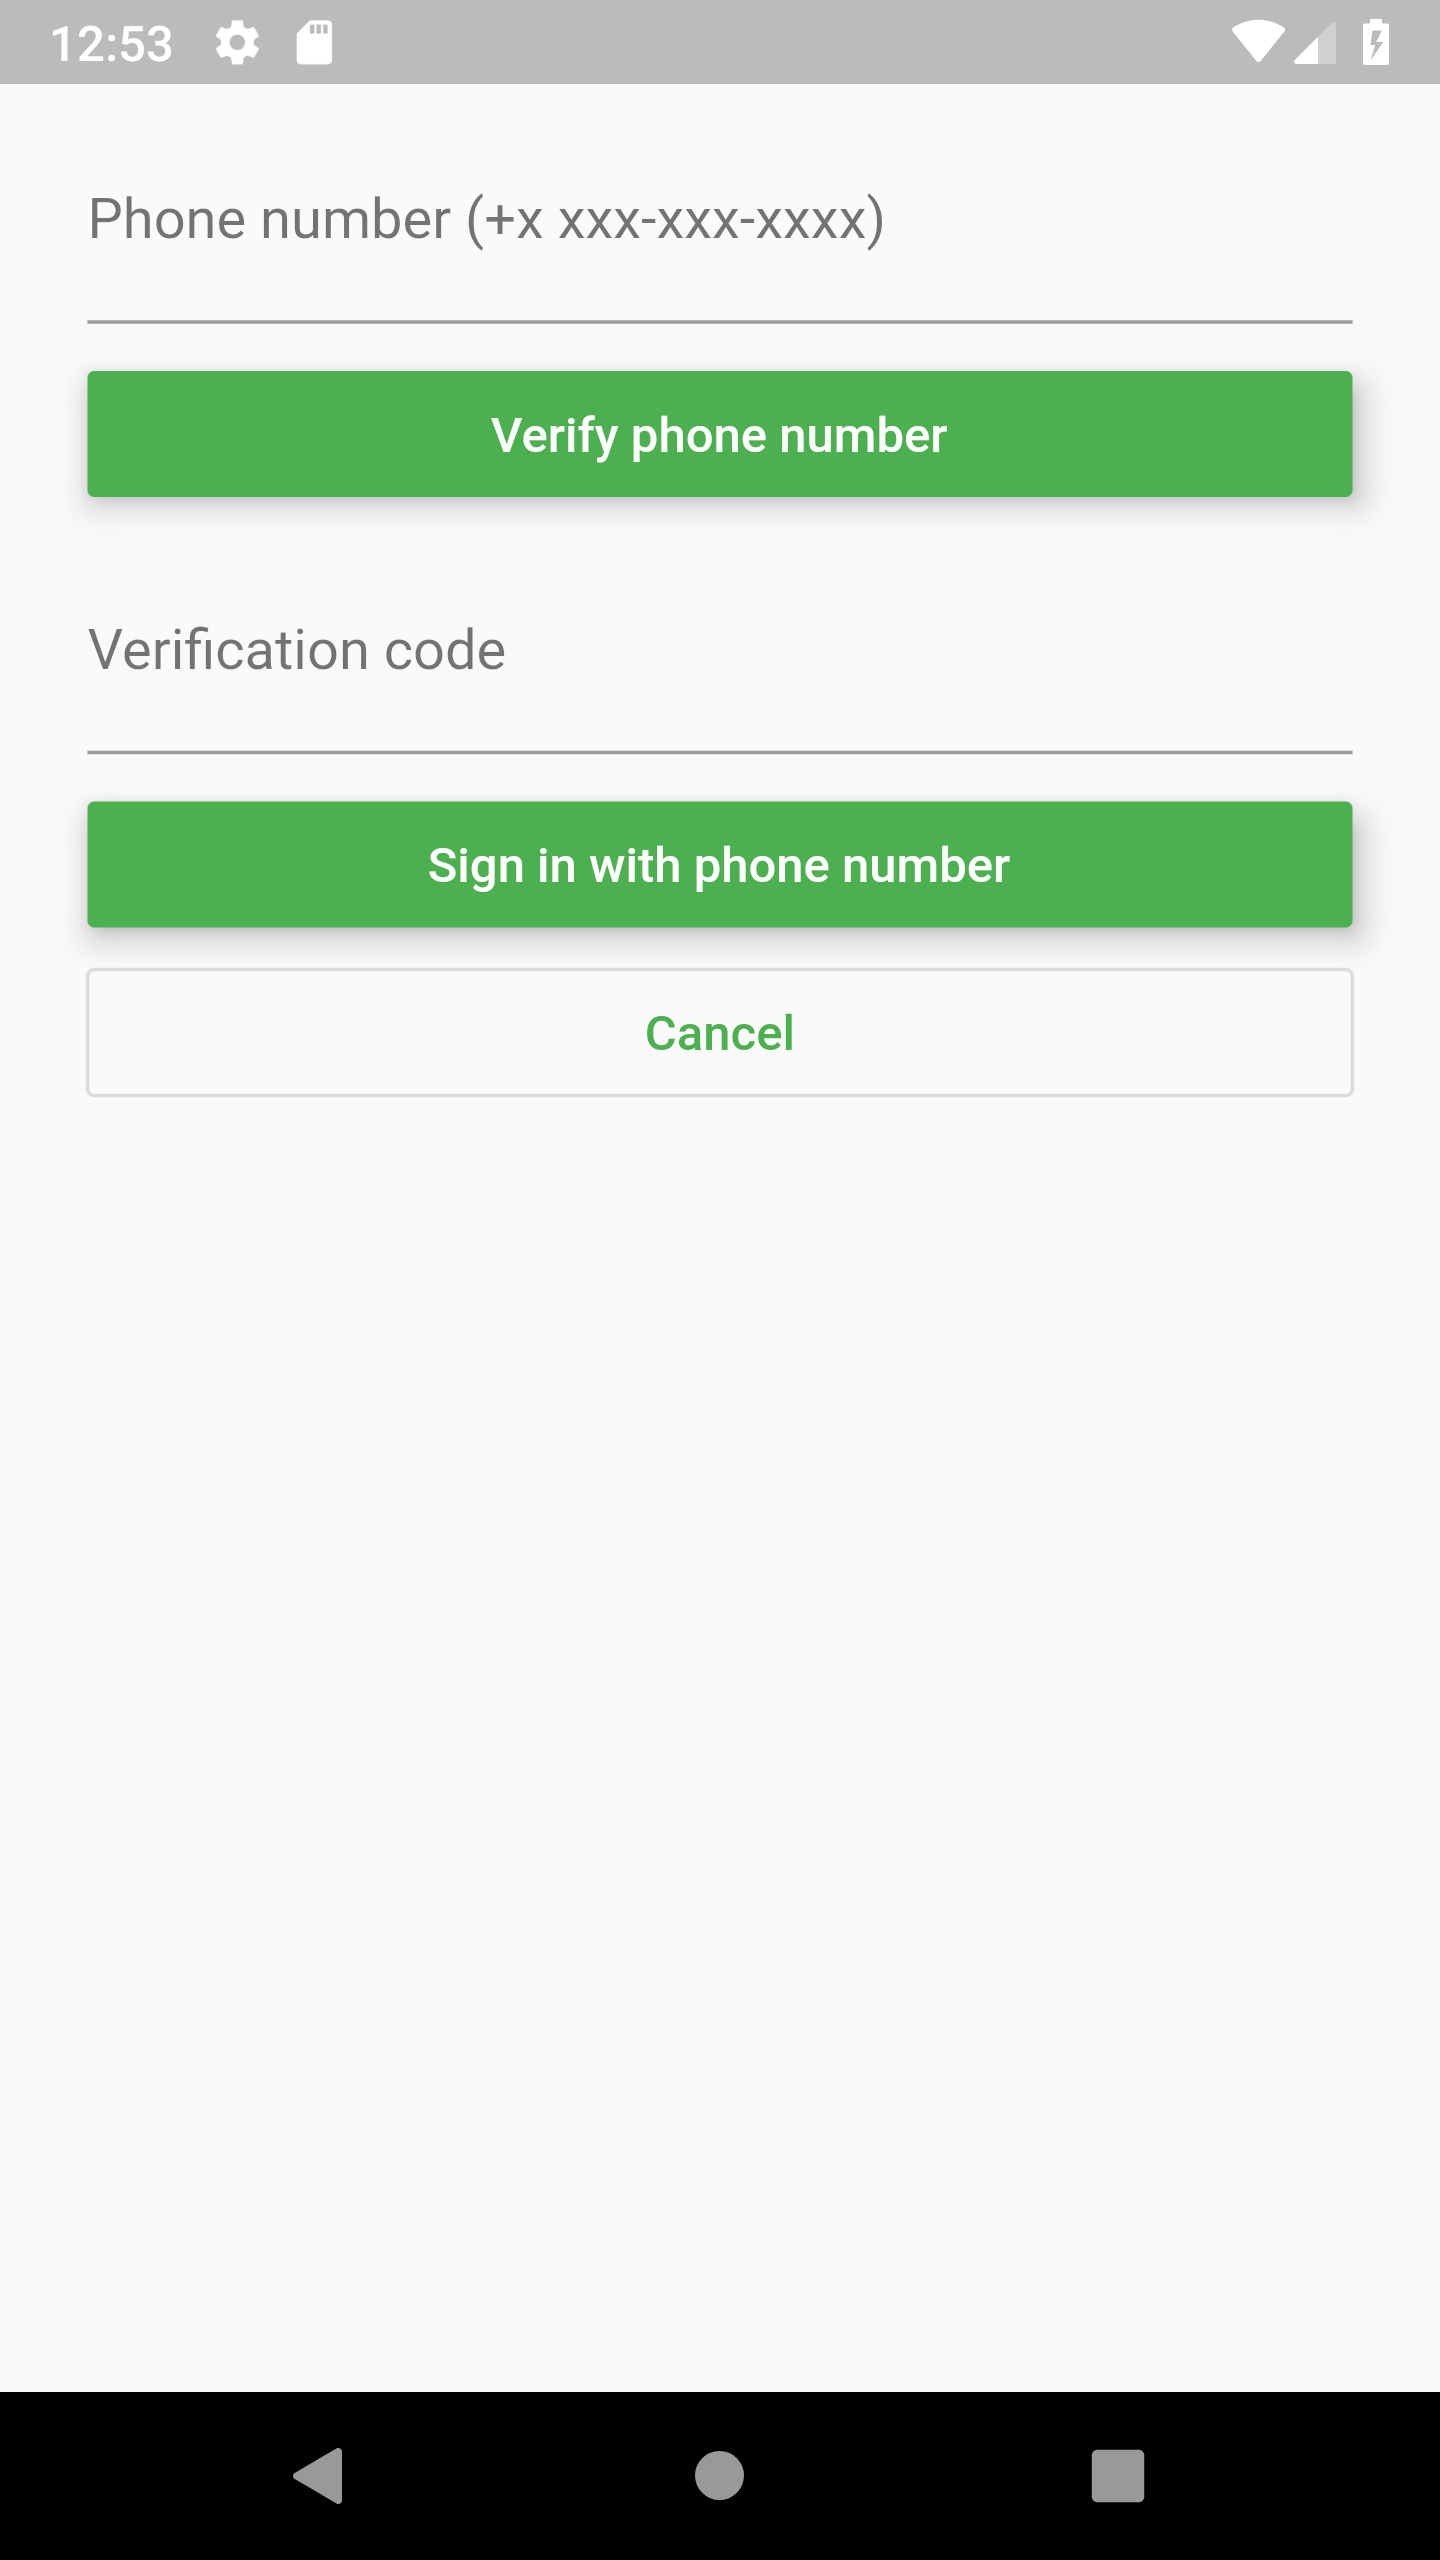 12:53
Phone number (+x xxx-xxx-xxxx)
Verify phone number
Verification code
Sign in with phone number
Cancel